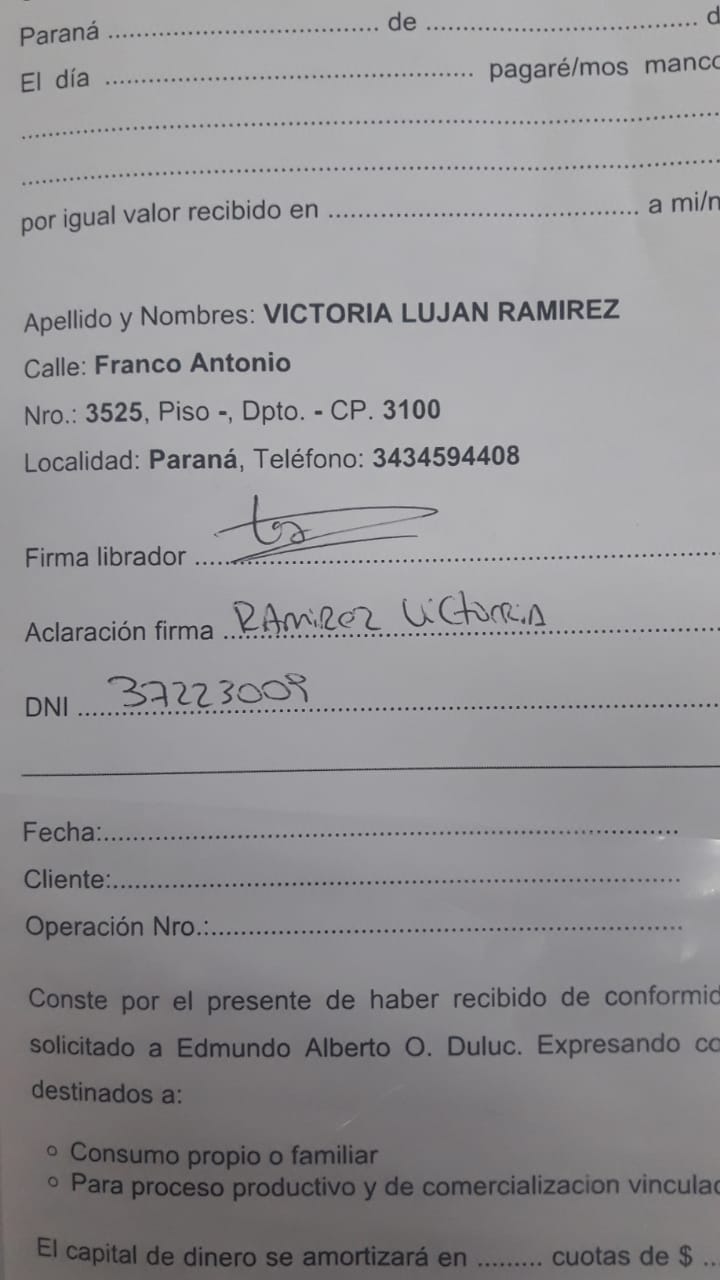 Paraná .............................. de ..............................
El día .............................. pagaré/mos manco
........................................................................
........................................................................
por igual valor recibido en .............................. a mi/n
Apellido y Nombres: VICTORIA LUJAN RAMIREZ
Calle: Franco Antonio
Nro.: 3525, Piso -, Dpto. - CP. 3100
Localidad: Paraná, Teléfono: 3434594408
Firma librador ..............................
Aclaración firma RAMIREZ VICTORIA
DNI 37223009
Fecha:..............................
Cliente:..............................
Operación Nro.:..............................
Conste por el presente de haber recibido de conformid
solicitado a Edmundo Alberto O. Duluc. Expresando co
destinados a:
o Consumo propio o familiar
o Para proceso productivo y de comercializacion vinculad
El capital de dinero se amortizará en ......... cuotas de $ ..